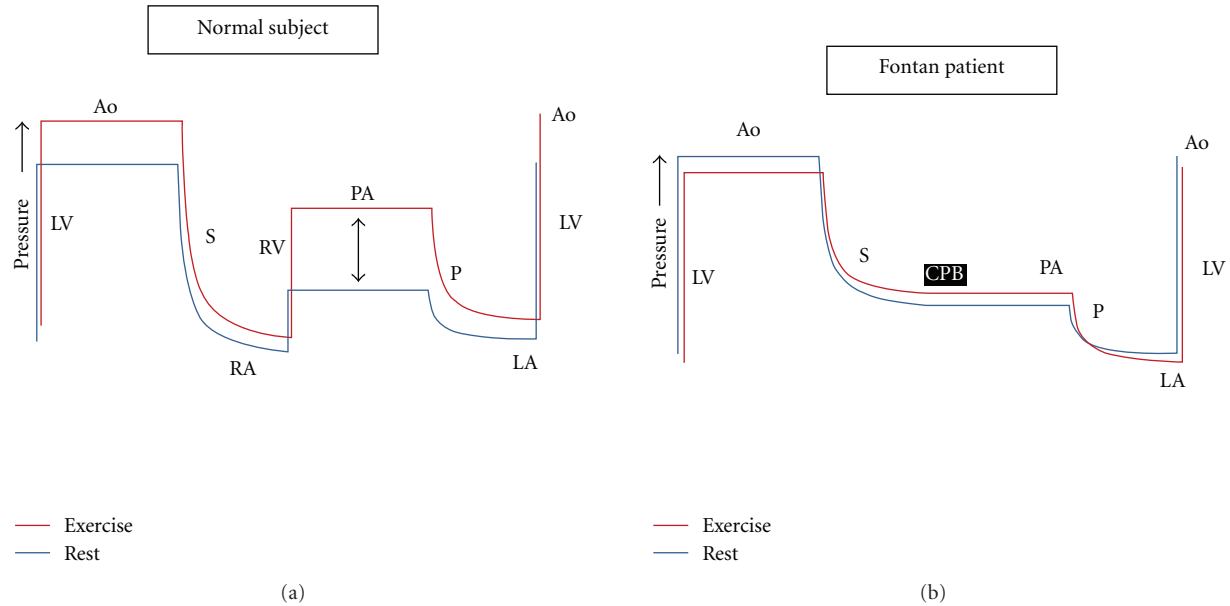 Normal subject
Ao
Ao
Pressure
LV
S
RV
PA
P
LV
RA
LA
Exercise
Rest
(a)
Fontan patient
Ao
Ao
Pressure
LV
S
CPB
PA
P
LV
LA
Exercise
Rest
(b)